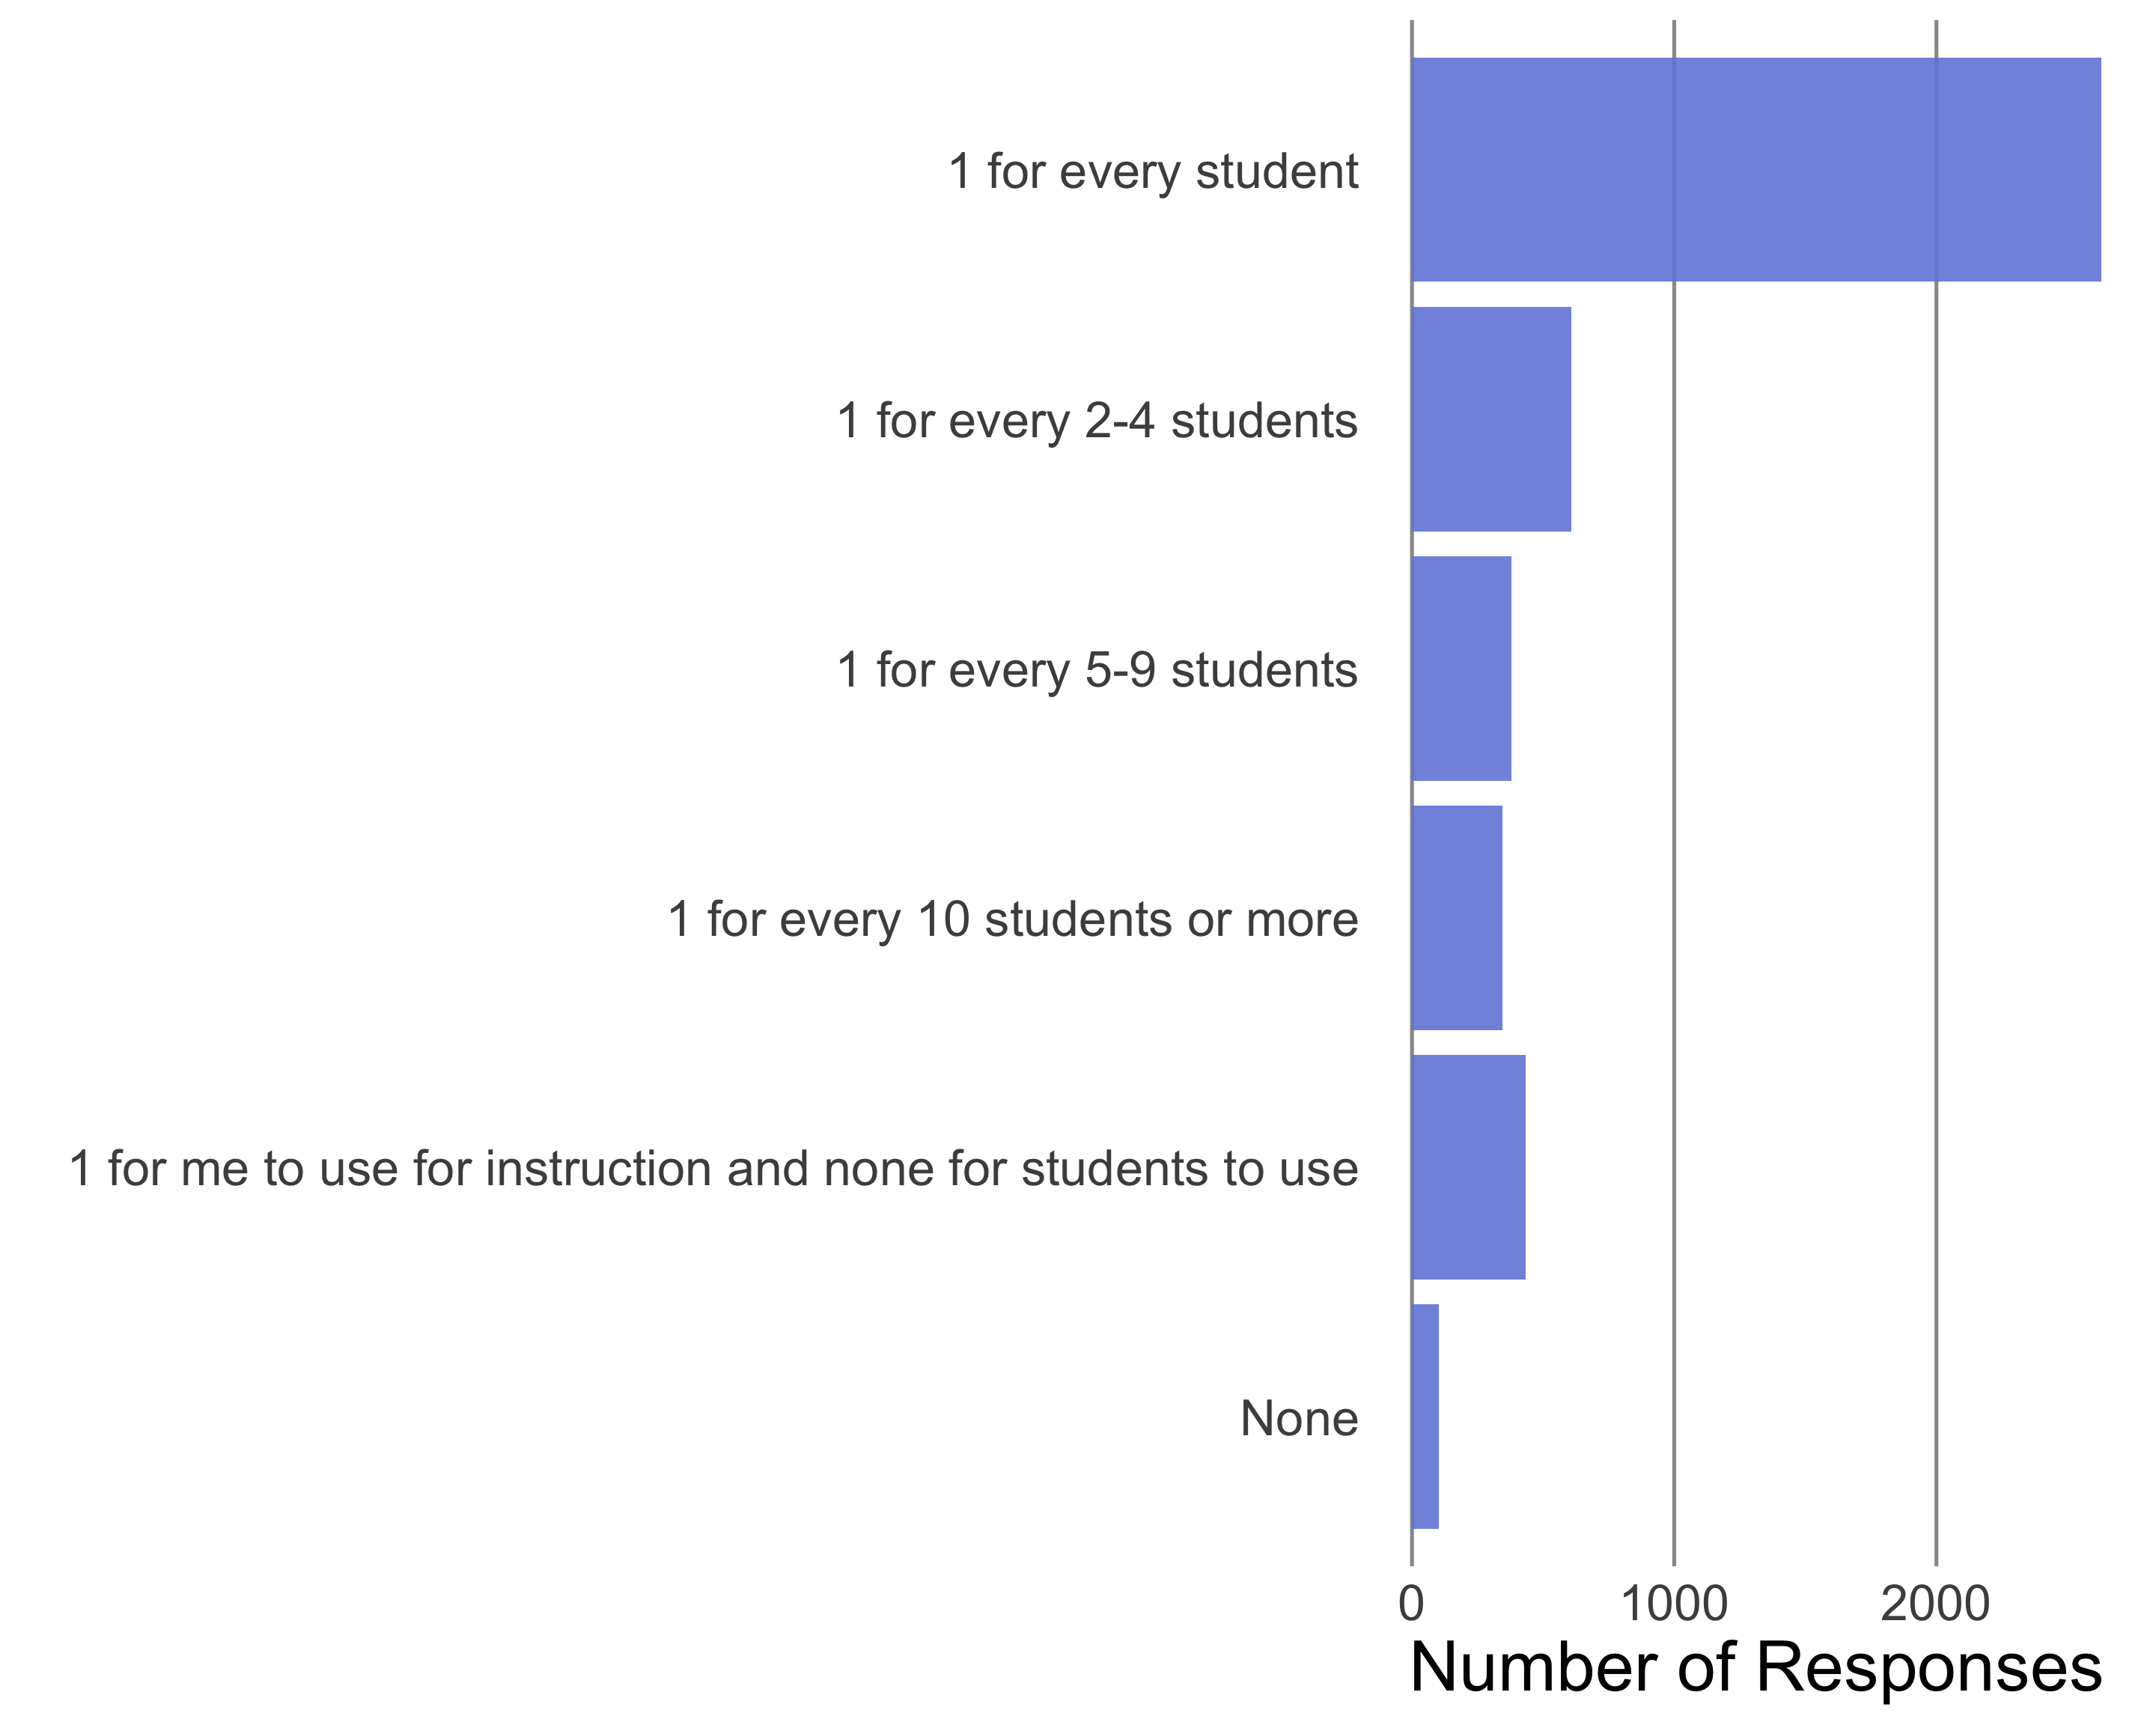 1 for every student
1 for every 2-4 students
1 for every 5-9 students
1 for every 10 students or more
1 for me to use for instruction and none for students to use
None
0 1000 2000
Number of Responses